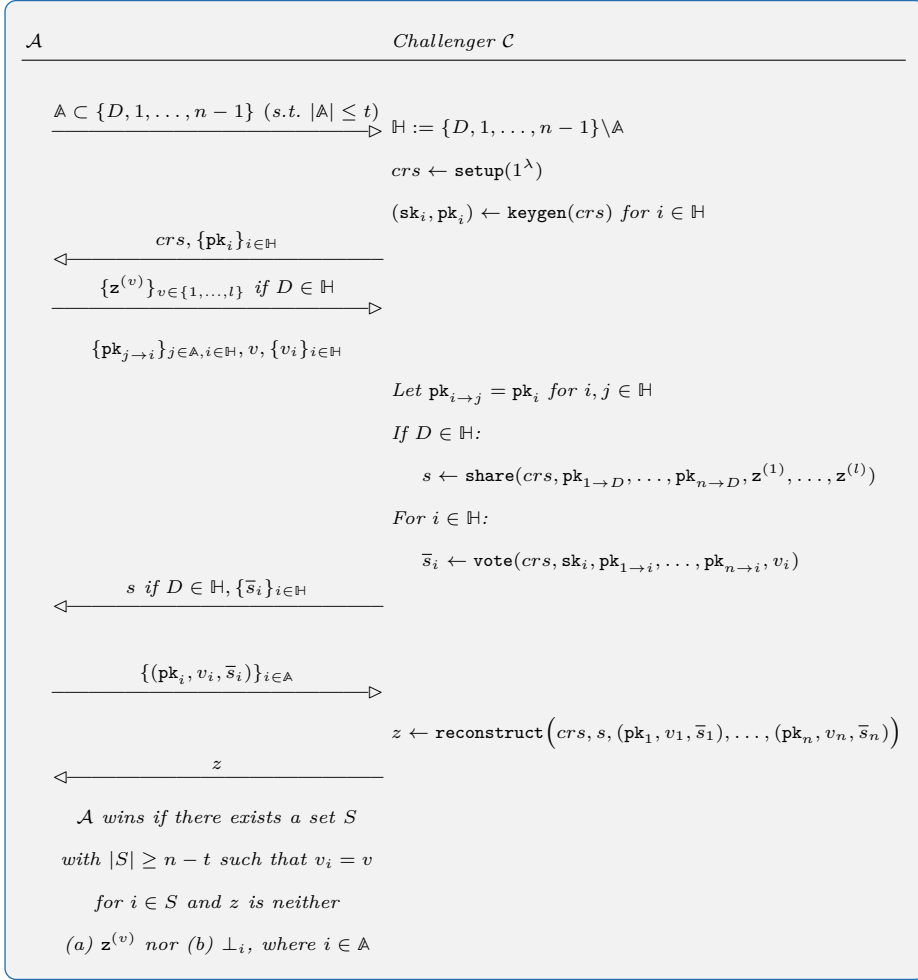 𝒜 Challenger 𝒞
𝔸 ⊂ {D, 1, . . . , n − 1} (s.t. |𝔸| ≤ t)
ℍ := {D, 1, . . . , n − 1}\𝔸
crs ← setup(1^λ)
(sk_i, pk_i) ← keygen(crs) for i ∈ ℍ
crs, {pk_i}_{i∈ℍ}
{z^{(v)}}_{v∈{1,...,l}} if D ∈ ℍ
{pk_{j→i}}_{j∈𝔸,i∈ℍ}, v, {v_i}_{i∈ℍ}
Let pk_{i→j} = pk_i for i, j ∈ ℍ
If D ∈ ℍ:
s ← share(crs, pk_{1→D}, . . . , pk_{n→D}, z^{(1)}, . . . , z^{(l)})
For i ∈ ℍ:
s̅_i ← vote(crs, sk_i, pk_{1→i}, . . . , pk_{n→i}, v_i)
s if D ∈ ℍ, {s̅_i}_{i∈ℍ}
{(pk_i, v_i, s̅_i)}_{i∈𝔸}
z ← reconstruct(crs, s, (pk_1, v_1, s̅_1), . . . , (pk_n, v_n, s̅_n))
z
𝒜 wins if there exists a set S
with |S| ≥ n − t such that v_i = v
for i ∈ S and z is neither
(a) z^{(v)} nor (b) ⊥_i, where i ∈ 𝔸